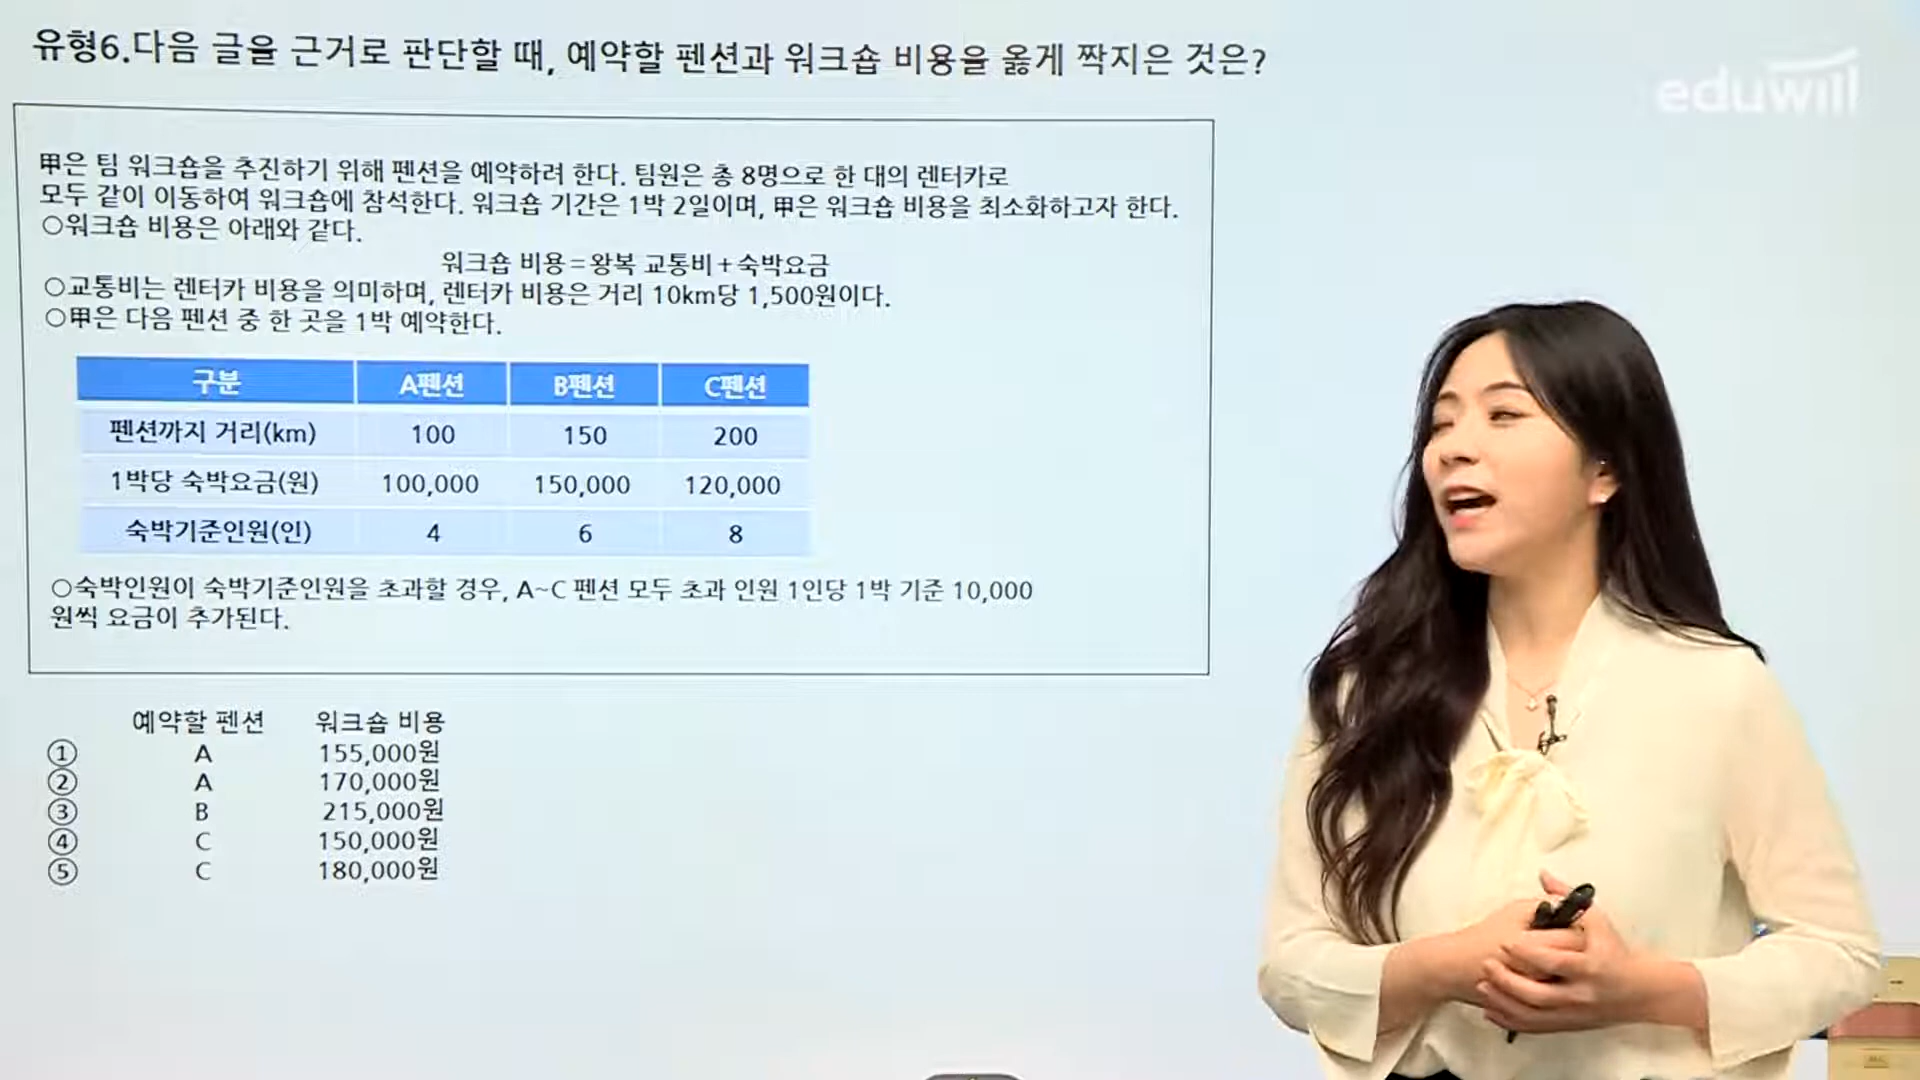 유형6.다음 글을 근거로 판단할 때, 예약할 펜션과 워크숍 비용을 옳게 짝지은 것은?
eduwill
甲은 팀 워크숍을 추진하기 위해 펜션을 예약하려 한다. 팀원은 총 8명으로 한 대의 렌터카로
모두 같이 이동하여 워크숍에 참석한다. 워크숍 기간은 1박 2일이며, 甲은 워크숍 비용을 최소화하고자 한다.
○워크숍 비용은 아래와 같다.
워크숍 비용=왕복 교통비+숙박요금
○교통비는 렌터카 비용을 의미하며, 렌터카 비용은 거리 10km당 1,500원이다.
○甲은 다음 펜션 중 한 곳을 1박 예약한다.
구분 A펜션 B펜션 C펜션
펜션까지 거리(km) 100 150 200
1박당 숙박요금(원) 100,000 150,000 120,000
숙박기준인원(인) 4 6 8
○숙박인원이 숙박기준인원을 초과할 경우, A~C 펜션 모두 초과 인원 1인당 1박 기준 10,000
원씩 요금이 추가된다.
예약할 펜션 워크숍 비용
① A 155,000원
② A 170,000원
③ B 215,000원
④ C 150,000원
⑤ C 180,000원